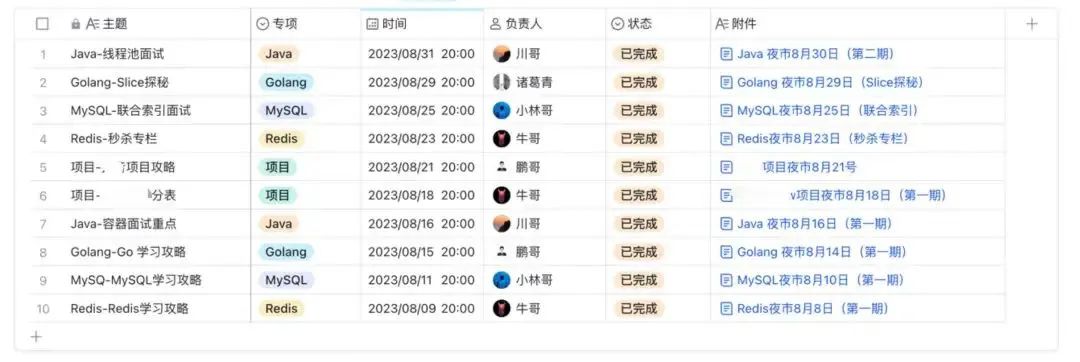 主题 专项 时间 负责人 状态 附件
1 Java-线程池面试 Java 2023/08/31 20:00 川哥 已完成 Java 夜市8月30日（第二期）
2 Golang-Slice探秘 Golang 2023/08/29 20:00 诸葛青 已完成 Golang 夜市8月29日（Slice探秘）
3 MySQL-联合索引面试 MySQL 2023/08/25 20:00 小林哥 已完成 MySQL夜市8月25日（联合索引）
4 Redis-秒杀专栏 Redis 2023/08/23 20:00 牛哥 已完成 Redis夜市8月23日（秒杀专栏）
5 项目- 项目攻略 项目 2023/08/21 20:00 鹏哥 已完成 项目夜市8月21号
6 项目- 分表 项目 2023/08/18 20:00 牛哥 已完成 项目夜市8月18日（第一期）
7 Java-容器面试重点 Java 2023/08/16 20:00 川哥 已完成 Java 夜市8月16日（第一期）
8 Golang-Go 学习攻略 Golang 2023/08/15 20:00 鹏哥 已完成 Golang 夜市8月14日（第一期）
9 MySQ-MySQL学习攻略 MySQL 2023/08/11 20:00 小林哥 已完成 MySQL夜市8月10日（第一期）
10 Redis-Redis学习攻略 Redis 2023/08/09 20:00 牛哥 已完成 Redis夜市8月8日（第一期）